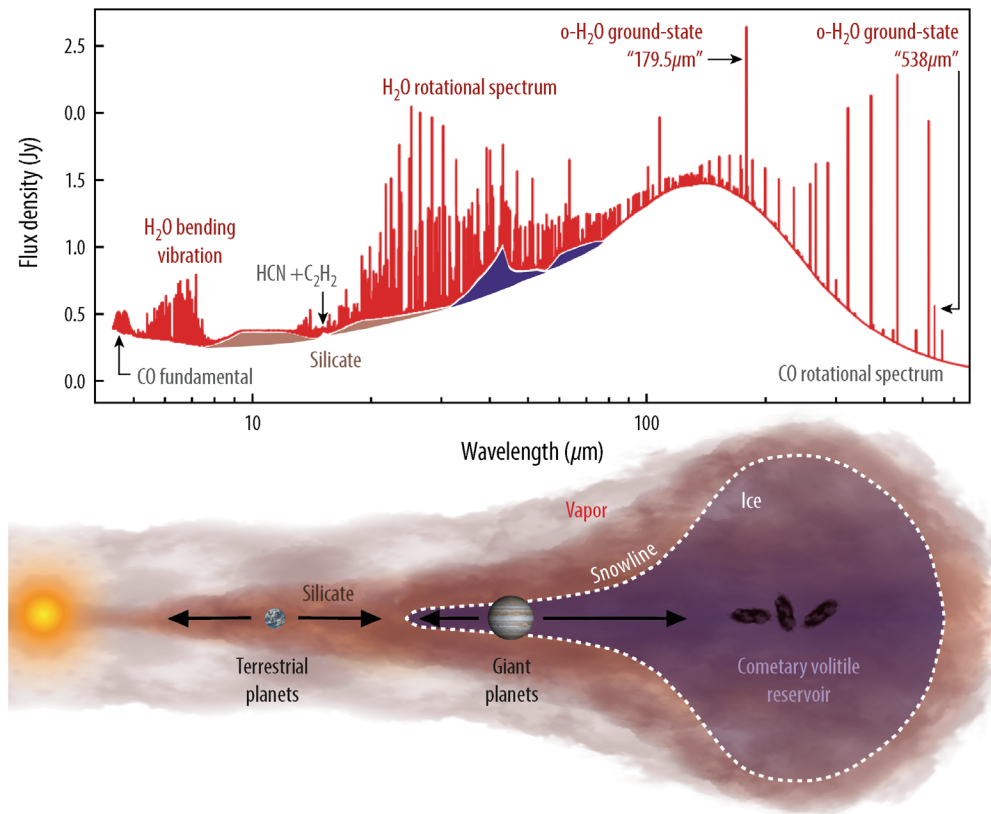 o-H₂O ground-state
“179.5µm”
o-H₂O ground-state
“538µm”
H₂O rotational spectrum
H₂O bending
vibration
HCN +C₂H₂
Silicate
CO fundamental
CO rotational spectrum
Flux density (Jy)
2.5
0.0
1.5
1.0
0.5
0.0
10
100
Wavelength (µm)
Vapor
Ice
Snowline
Silicate
Terrestrial
planets
Giant
planets
Cometary volitile
reservoir